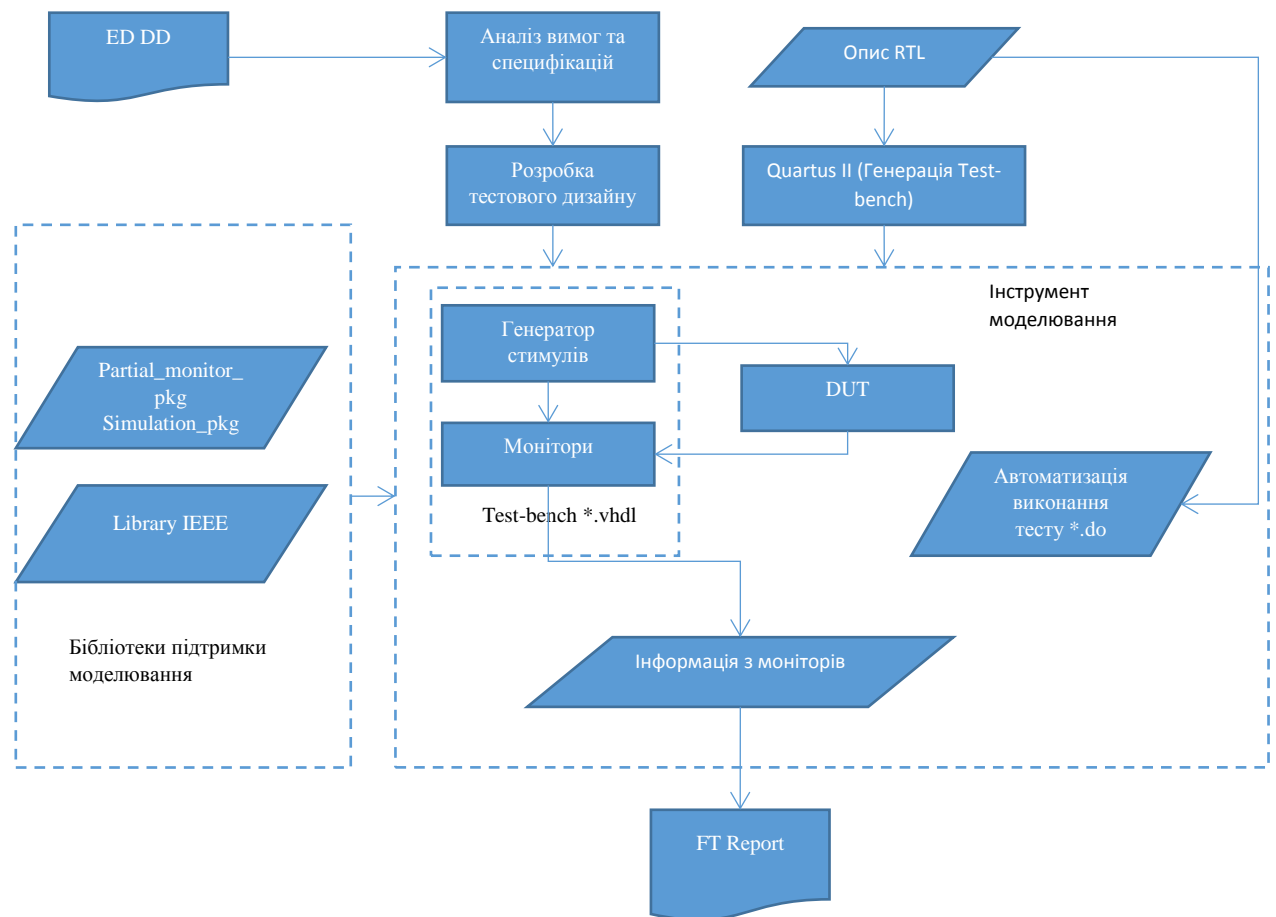 ED DD
Аналіз вимог та
специфікацій
Опис RTL
Розробка
тестового дизайну
Quartus II (Генерація Test-
bench)
Інструмент
моделювання
Генератор
стимулів
DUT
Partial_monitor_
pkg
Simulation_pkg
Монітори
Автоматизація
виконання
тесту *.do
Test-bench *.vhdl
Library IEEE
Бібліотеки підтримки
моделювання
Інформація з моніторів
FT Report